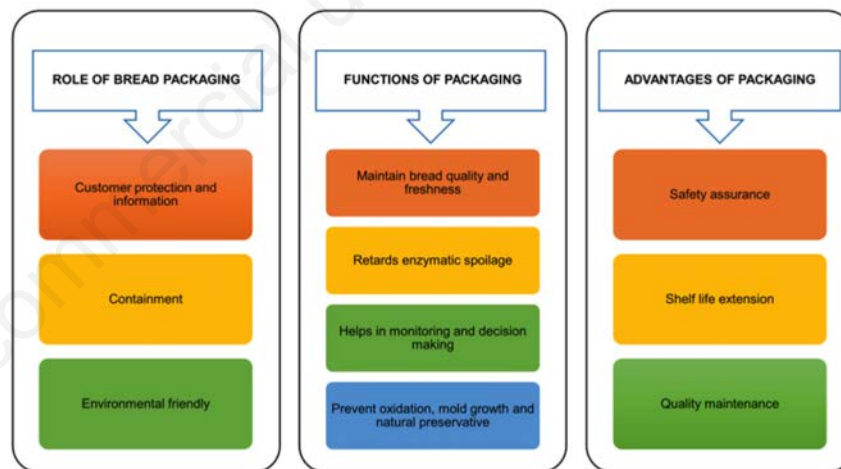 ROLE OF BREAD PACKAGING
Customer protection and
information
Containment
Environmental friendly
FUNCTIONS OF PACKAGING
Maintain bread quality and
freshness
Retards enzymatic spoilage
Helps in monitoring and decision
making
Prevent oxidation, mold growth and
natural preservative
ADVANTAGES OF PACKAGING
Safety assurance
Shelf life extension
Quality maintenance
commercial